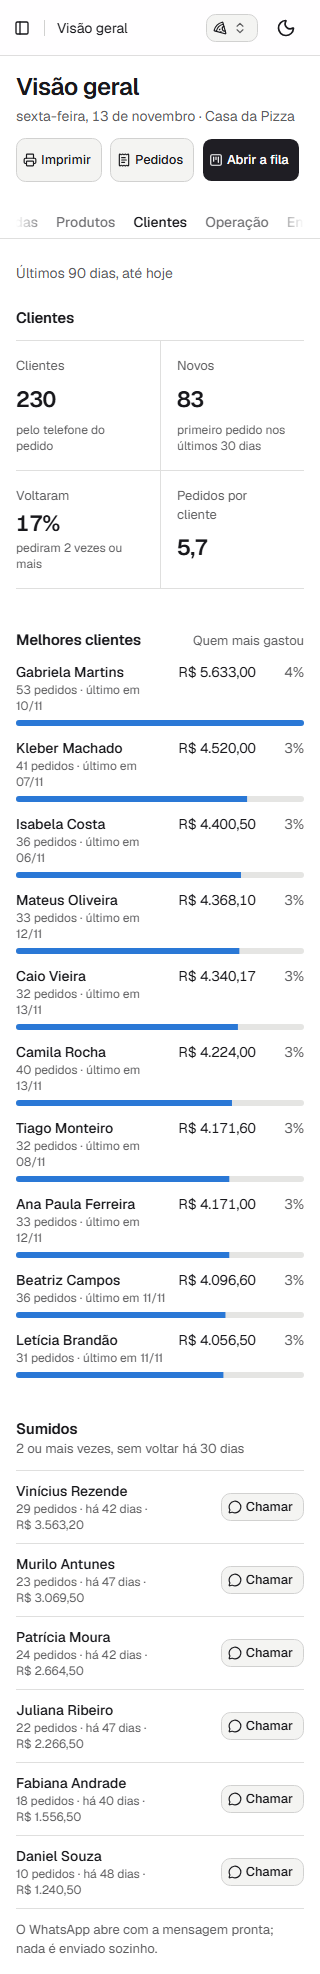 Visão geral
Visão geral
sexta-feira, 13 de novembro · Casa da Pizza
Imprimir
Pedidos
Abrir a fila
das Produtos Clientes Operação En
Últimos 90 dias, até hoje
Clientes
Clientes
230
pelo telefone do
pedido
Novos
83
primeiro pedido nos
últimos 30 dias
Voltaram
17%
pediram 2 vezes ou
mais
Pedidos por
cliente
5,7
Melhores clientes Quem mais gastou
Gabriela Martins R$ 5.633,00 4%
53 pedidos · último em
10/11
Kleber Machado R$ 4.520,00 3%
41 pedidos · último em
07/11
Isabela Costa R$ 4.400,50 3%
36 pedidos · último em
06/11
Mateus Oliveira R$ 4.368,10 3%
33 pedidos · último em
12/11
Caio Vieira R$ 4.340,17 3%
32 pedidos · último em
13/11
Camila Rocha R$ 4.224,00 3%
40 pedidos · último em
13/11
Tiago Monteiro R$ 4.171,60 3%
32 pedidos · último em
08/11
Ana Paula Ferreira R$ 4.171,00 3%
33 pedidos · último em
12/11
Beatriz Campos R$ 4.096,60 3%
36 pedidos · último em 11/11
Letícia Brandão R$ 4.056,50 3%
31 pedidos · último em 11/11
Sumidos
2 ou mais vezes, sem voltar há 30 dias
Vinícius Rezende
29 pedidos · há 42 dias ·
R$ 3.563,20
Chamar
Murilo Antunes
23 pedidos · há 47 dias ·
R$ 3.069,50
Chamar
Patrícia Moura
24 pedidos · há 42 dias ·
R$ 2.664,50
Chamar
Juliana Ribeiro
22 pedidos · há 47 dias ·
R$ 2.266,50
Chamar
Fabiana Andrade
18 pedidos · há 40 dias ·
R$ 1.556,50
Chamar
Daniel Souza
10 pedidos · há 48 dias ·
R$ 1.240,50
Chamar
O WhatsApp abre com a mensagem pronta;
nada é enviado sozinho.